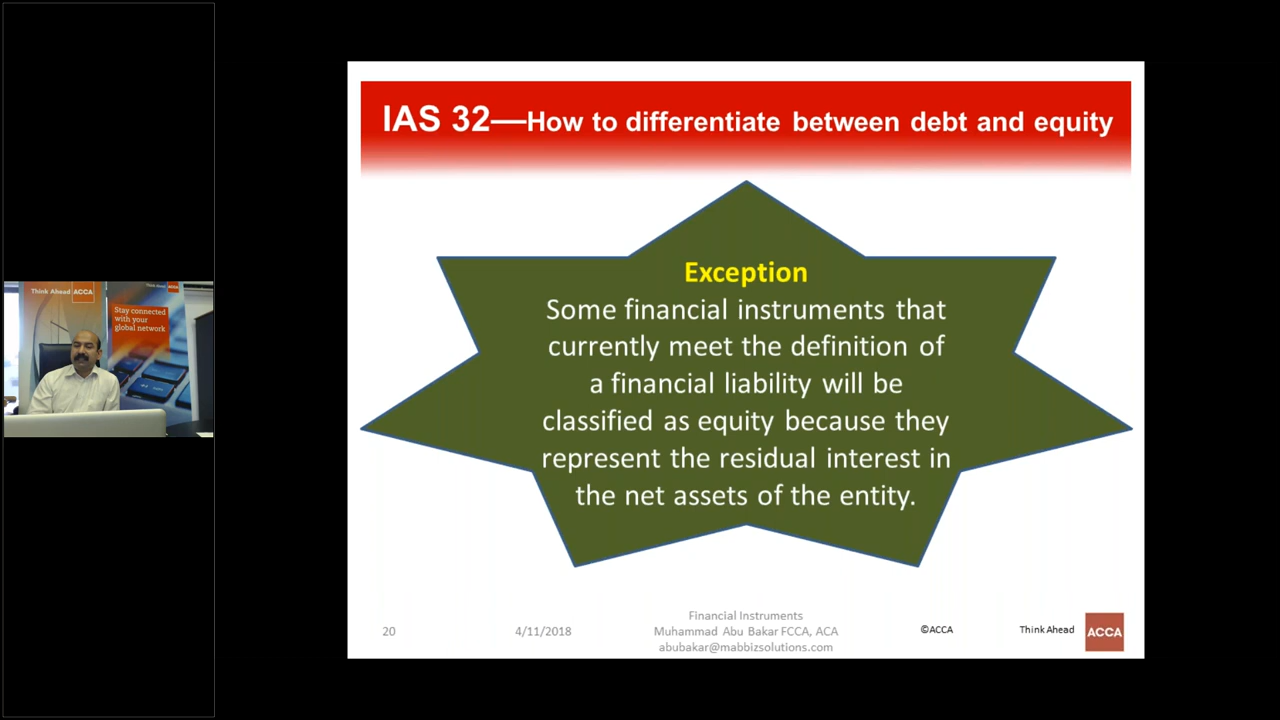 IAS 32—How to differentiate between debt and equity
Exception
Some financial instruments that
currently meet the definition of
a financial liability will be
classified as equity because they
represent the residual interest in
the net assets of the entity.
20
4/11/2018
Financial Instruments
Muhammad Abu Bakar FCCA, ACA
abubakar@mabbizsolutions.com
©ACCA
Think Ahead
ACCA
Think Ahead
ACCA
Think Ahead
ACCA
Stay connected
with your
global network